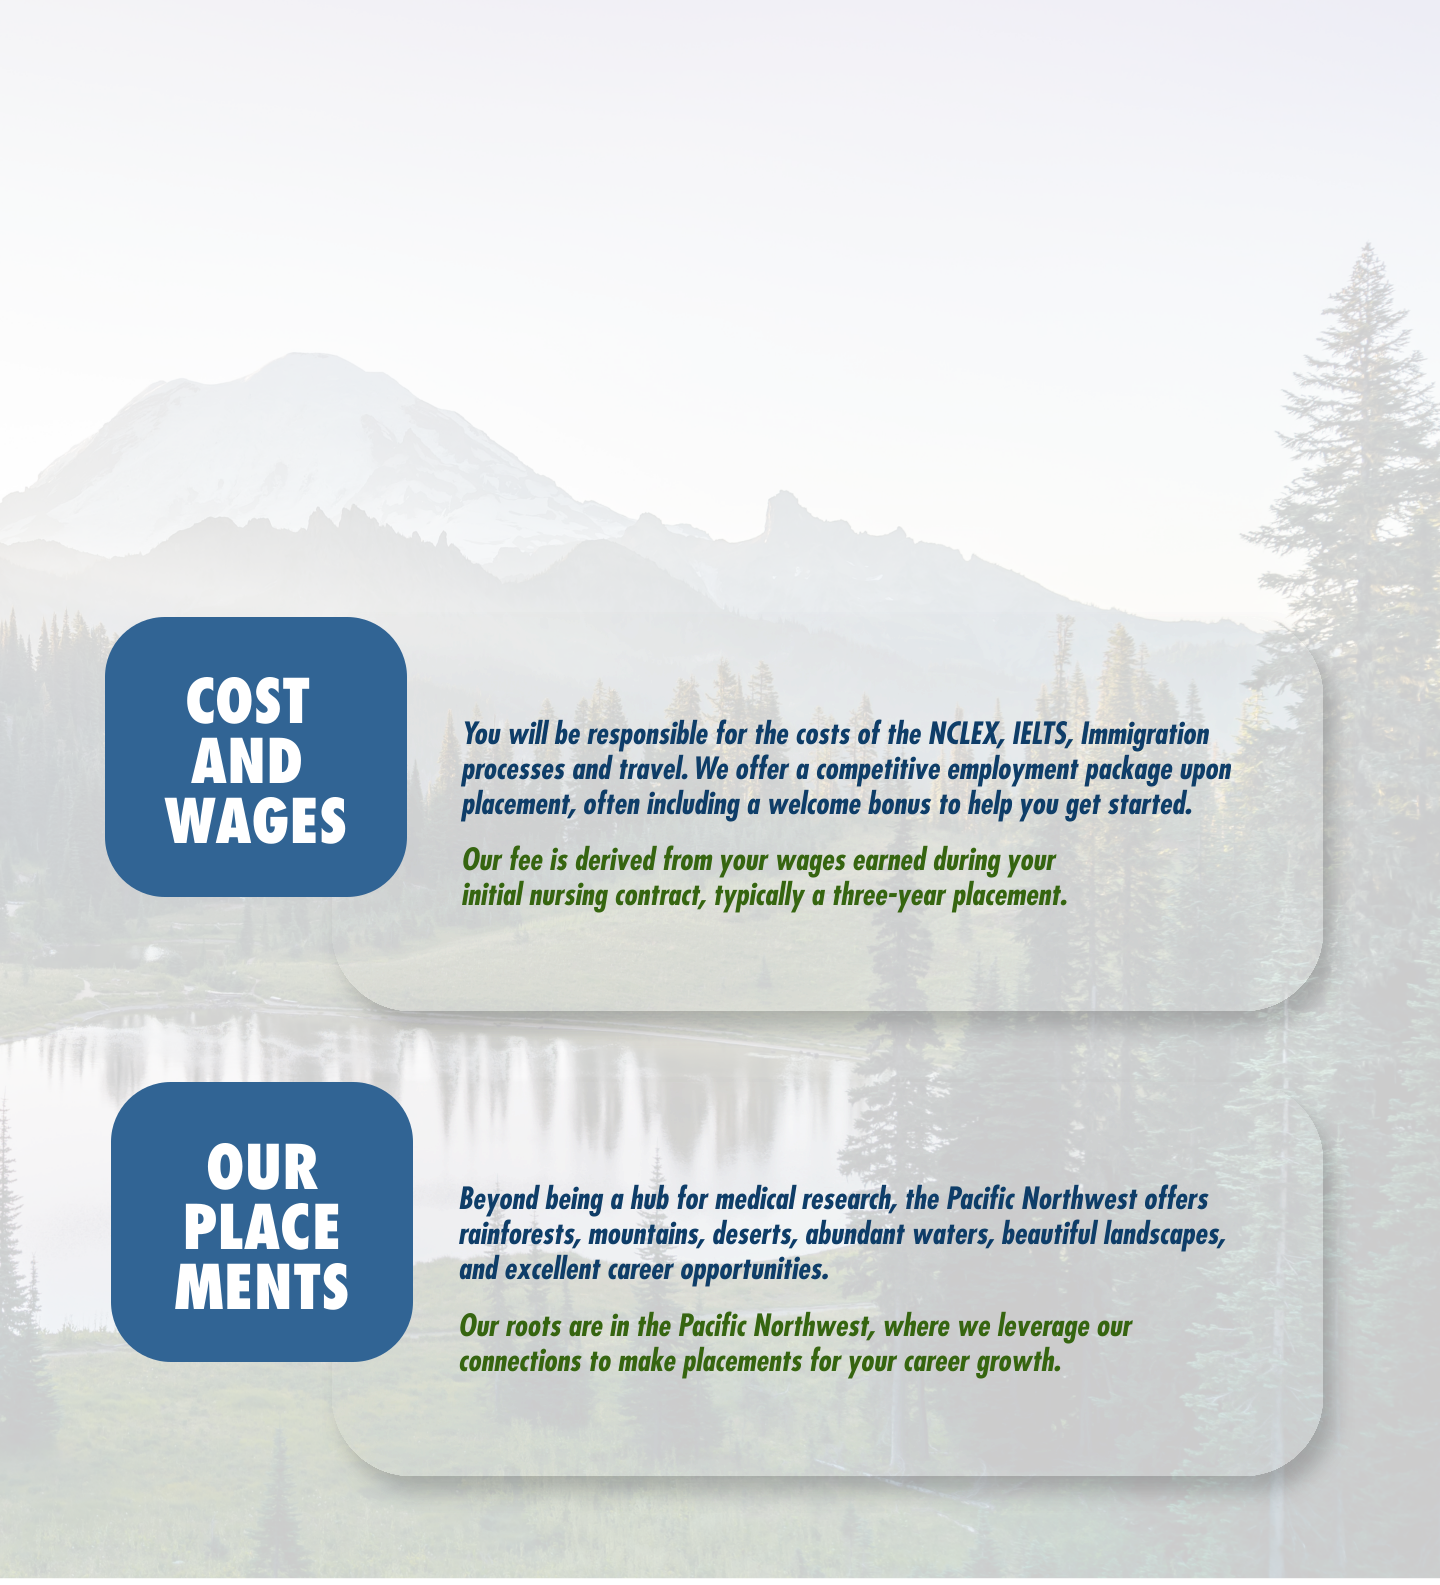 COST
AND
WAGES
You will be responsible for the costs of the NCLEX, IELTS, Immigration
processes and travel. We offer a competitive employment package upon
placement, often including a welcome bonus to help you get started.
Our fee is derived from your wages earned during your
initial nursing contract, typically a three-year placement.
OUR
PLACE
MENTS
Beyond being a hub for medical research, the Pacific Northwest offers
rainforests, mountains, deserts, abundant waters, beautiful landscapes,
and excellent career opportunities.
Our roots are in the Pacific Northwest, where we leverage our
connections to make placements for your career growth.